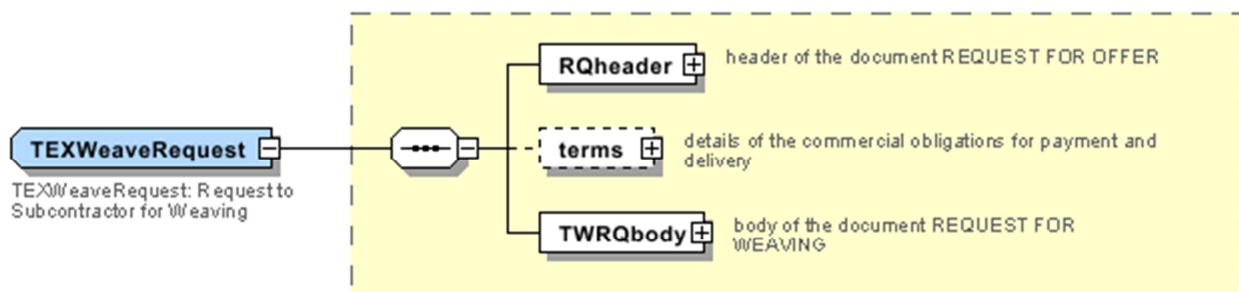 RQheader
header of the document REQUEST FOR OFFER
TEXWeaveRequest
TEXWeaveRequest: Request to
Subcontractor for Weaving
terms
details of the commercial obligations for payment and
delivery
TWRQbody
body of the document REQUEST FOR
WEAVING